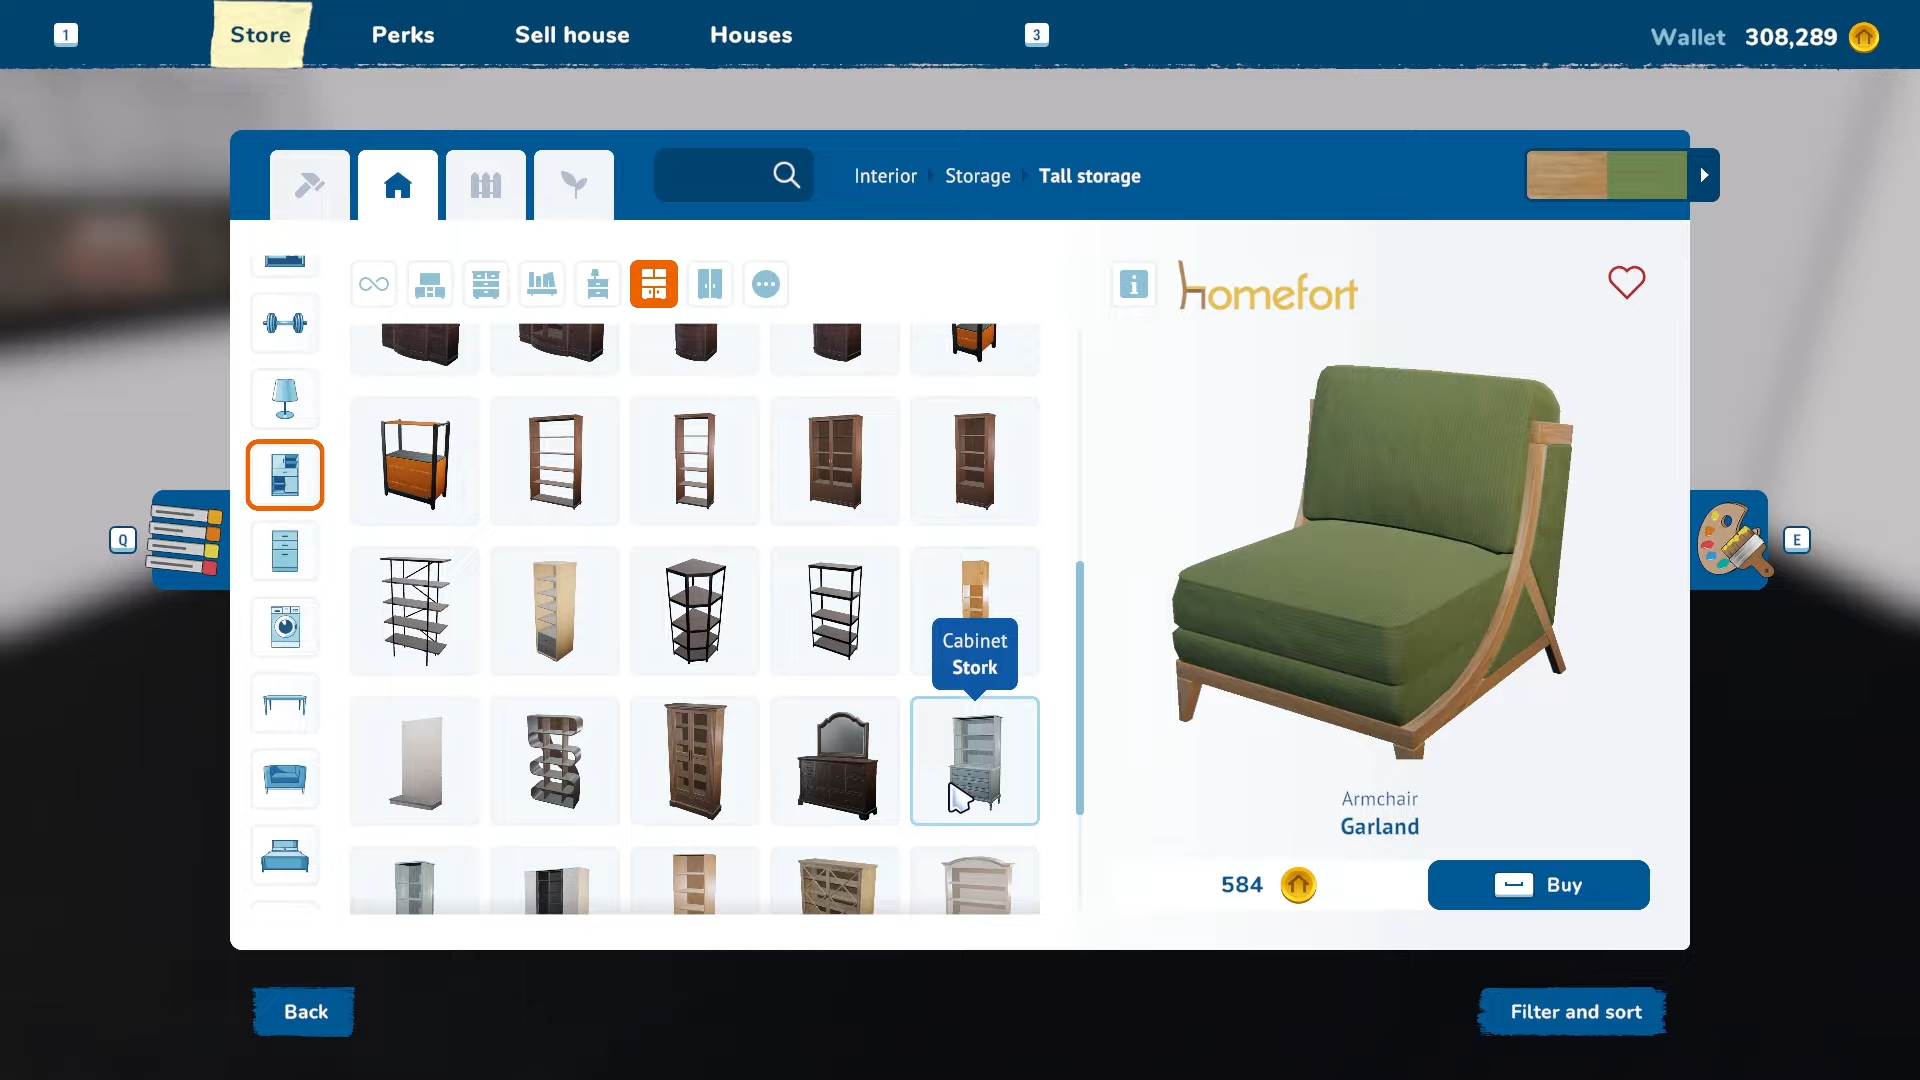 1
Store
Perks
Sell house
Houses
3
Wallet 308,289
Interior
Storage
Tall storage
homefort
Q
E
Cabinet
Stork
Armchair
Garland
584
Buy
Back
Filter and sort